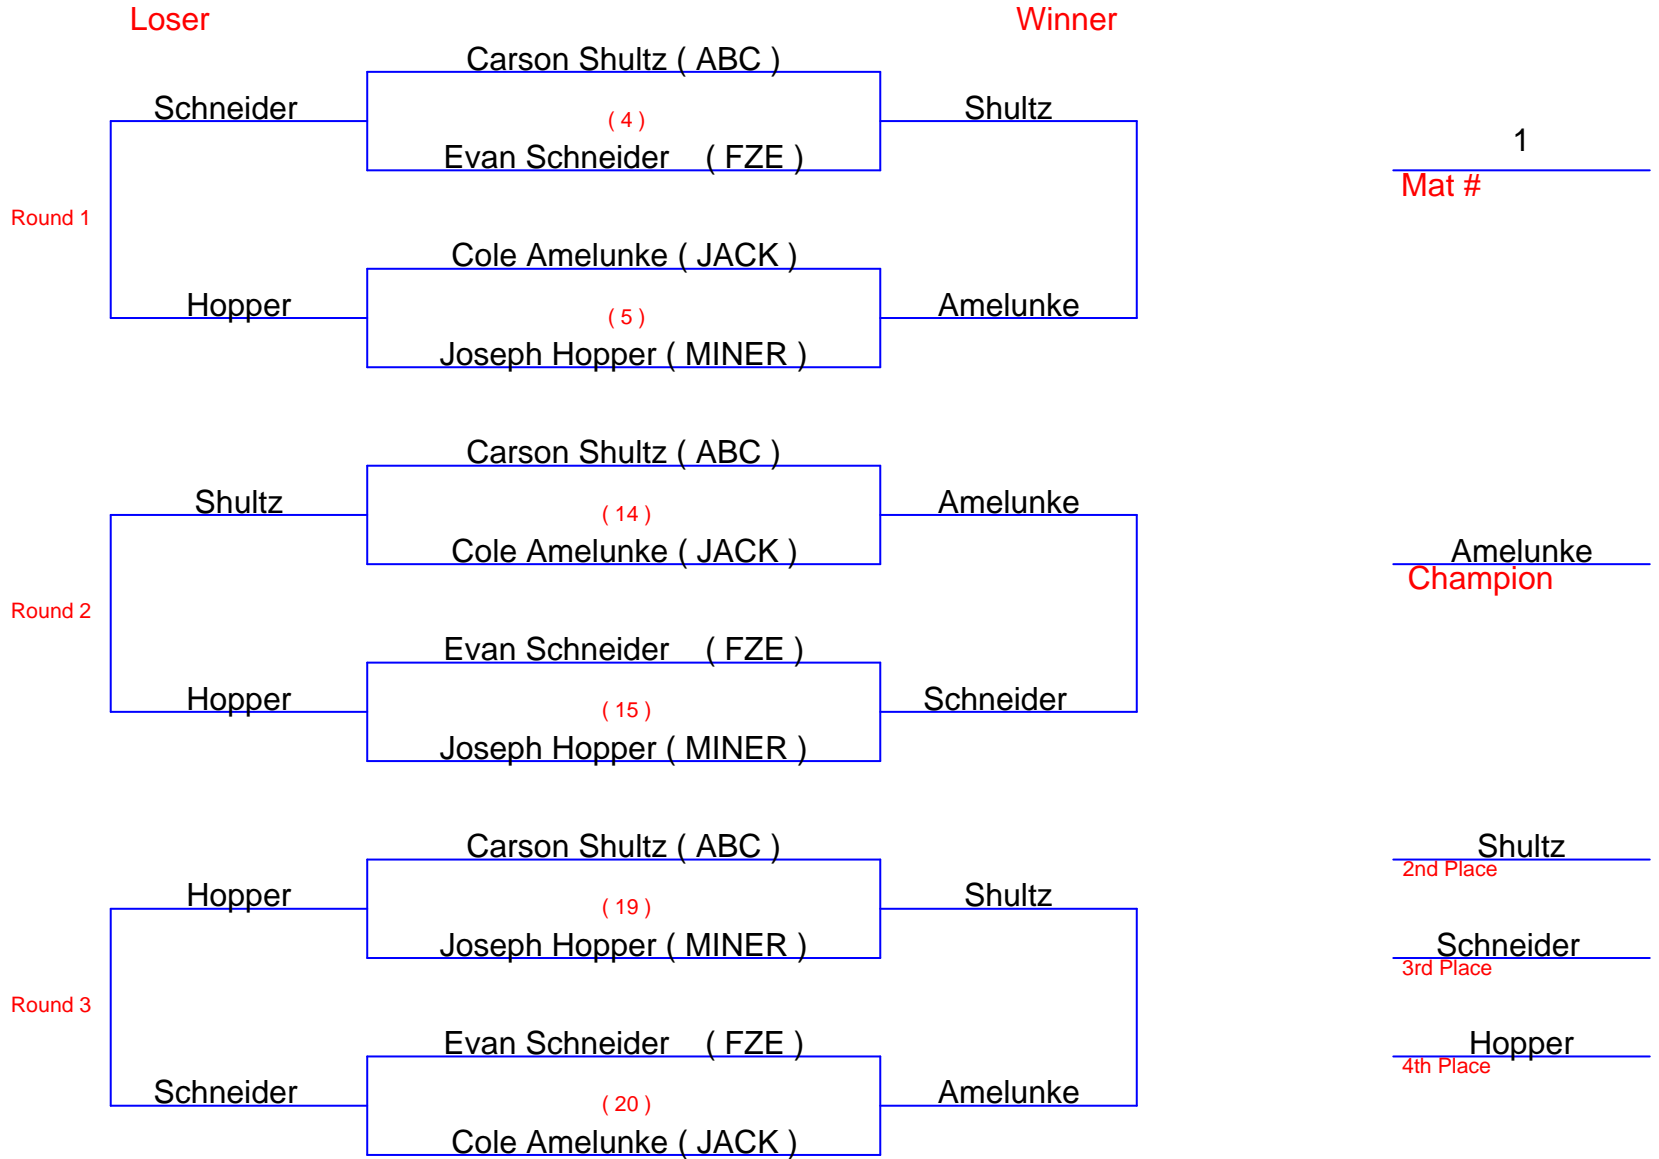 Loser Winner
Carson Shultz ( ABC )
Schneider ( 4 ) Shultz
Evan Schneider ( FZE )
1
Mat #
Round 1
Cole Amelunke ( JACK )
Hopper ( 5 ) Amelunke
Joseph Hopper ( MINER )
Carson Shultz ( ABC )
Shultz ( 14 ) Amelunke
Cole Amelunke ( JACK )
Amelunke
Champion
Round 2
Evan Schneider ( FZE )
Hopper ( 15 ) Schneider
Joseph Hopper ( MINER )
Carson Shultz ( ABC )
Shultz
2nd Place
Hopper ( 19 ) Shultz
Joseph Hopper ( MINER )
Schneider
3rd Place
Round 3
Evan Schneider ( FZE )
Hopper
4th Place
Schneider ( 20 ) Amelunke
Cole Amelunke ( JACK )